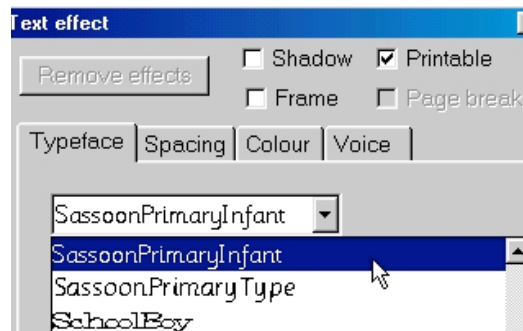 Text effect
Remove effects
Shadow
Printable
Frame
Page break
Typeface Spacing Colour Voice
SassoonPrimaryInfant
SassoonPrimaryInfant
SassoonPrimaryType
SchoolBoy